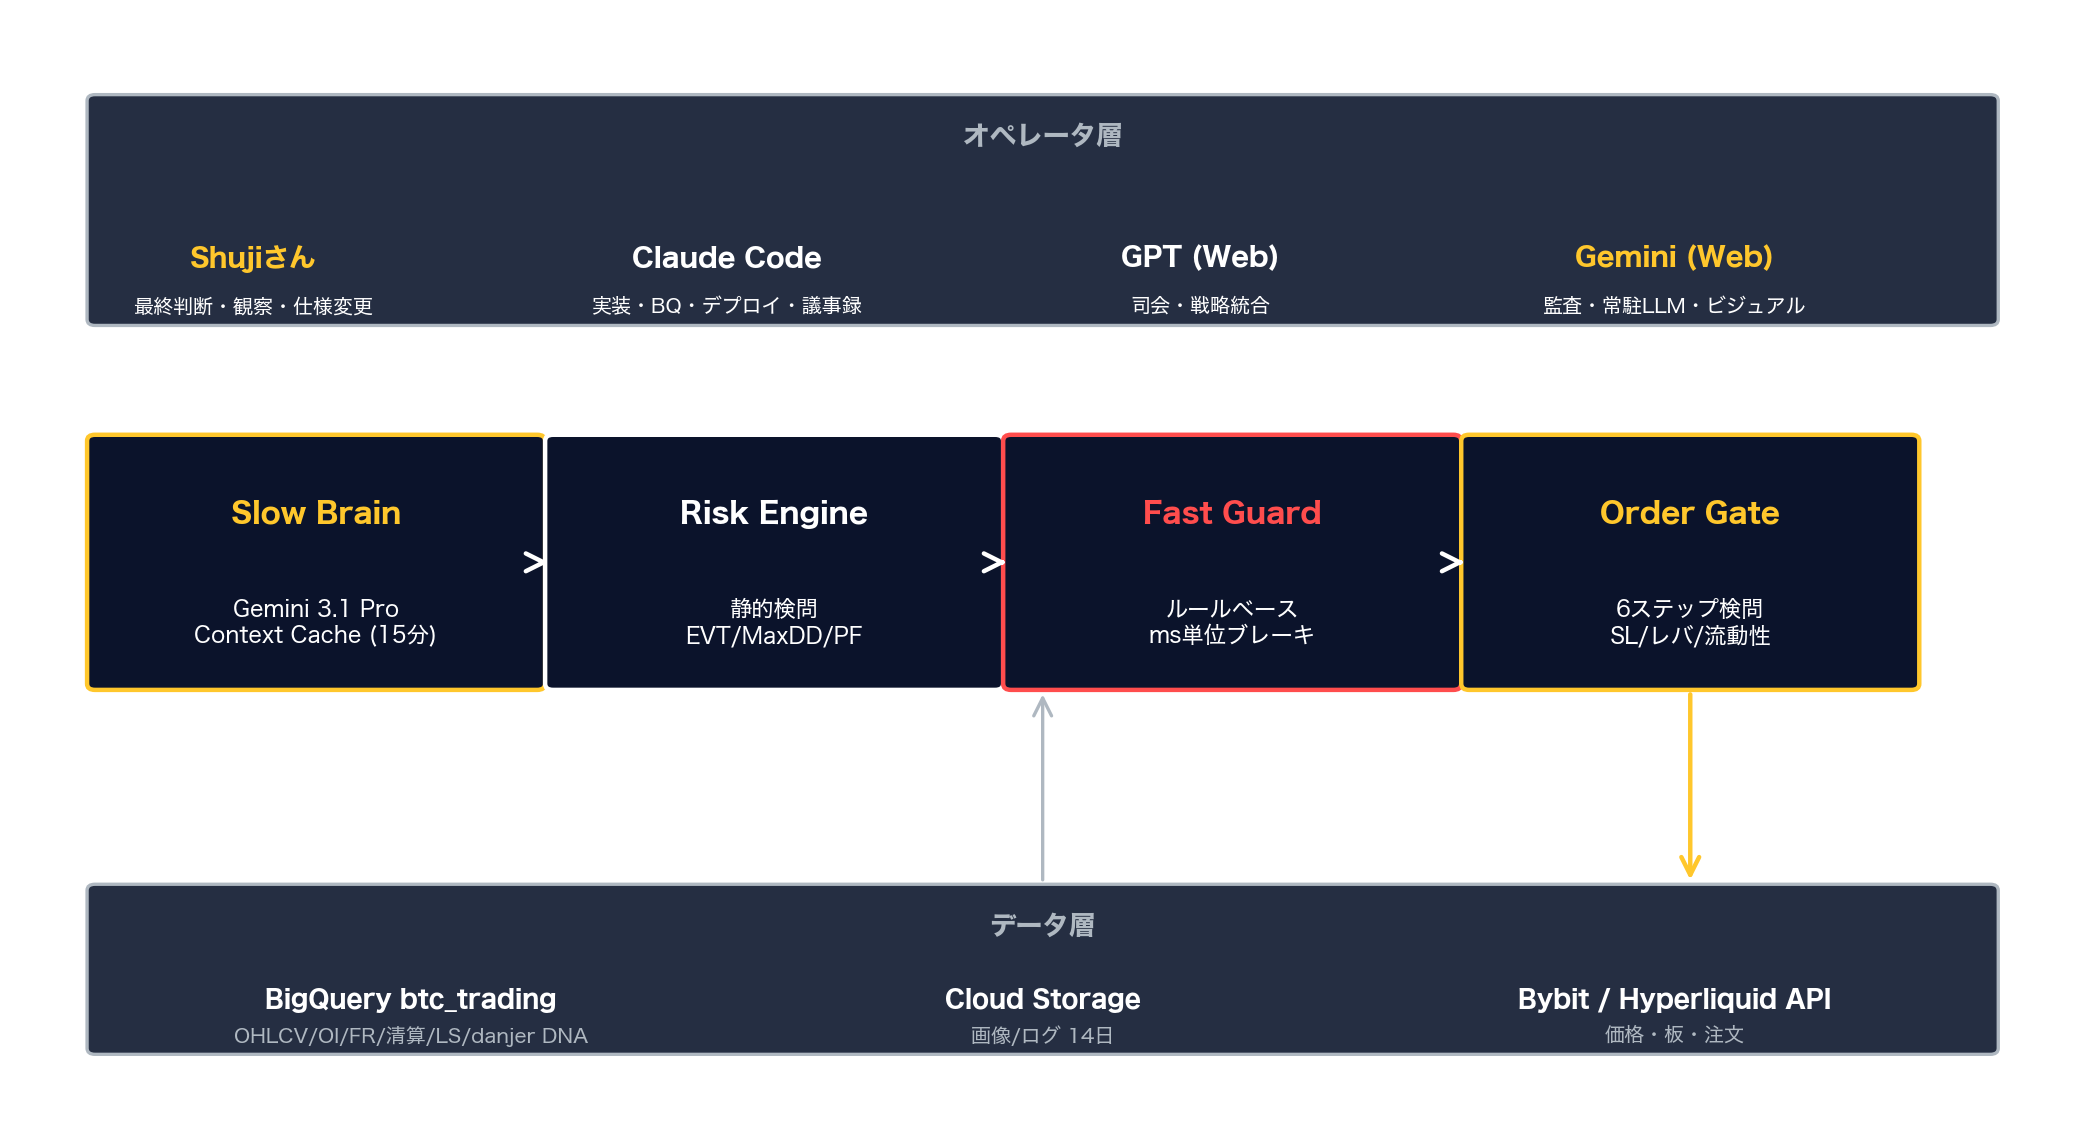 オペレータ層
Shujiさん
最終判断・観察・仕様変更
Claude Code
実装・BQ・デプロイ・議事録
GPT (Web)
司会・戦略統合
Gemini (Web)
監査・常駐LLM・ビジュアル
Slow Brain
Gemini 3.1 Pro
Context Cache (15分)
Risk Engine
静的検問
EVT/MaxDD/PF
Fast Guard
ルールベース
ms単位ブレーキ
Order Gate
6ステップ検問
SL/レバ/流動性
データ層
BigQuery btc_trading
OHLCV/OI/FR/清算/LS/danjer DNA
Cloud Storage
画像/ログ 14日
Bybit / Hyperliquid API
価格・板・注文